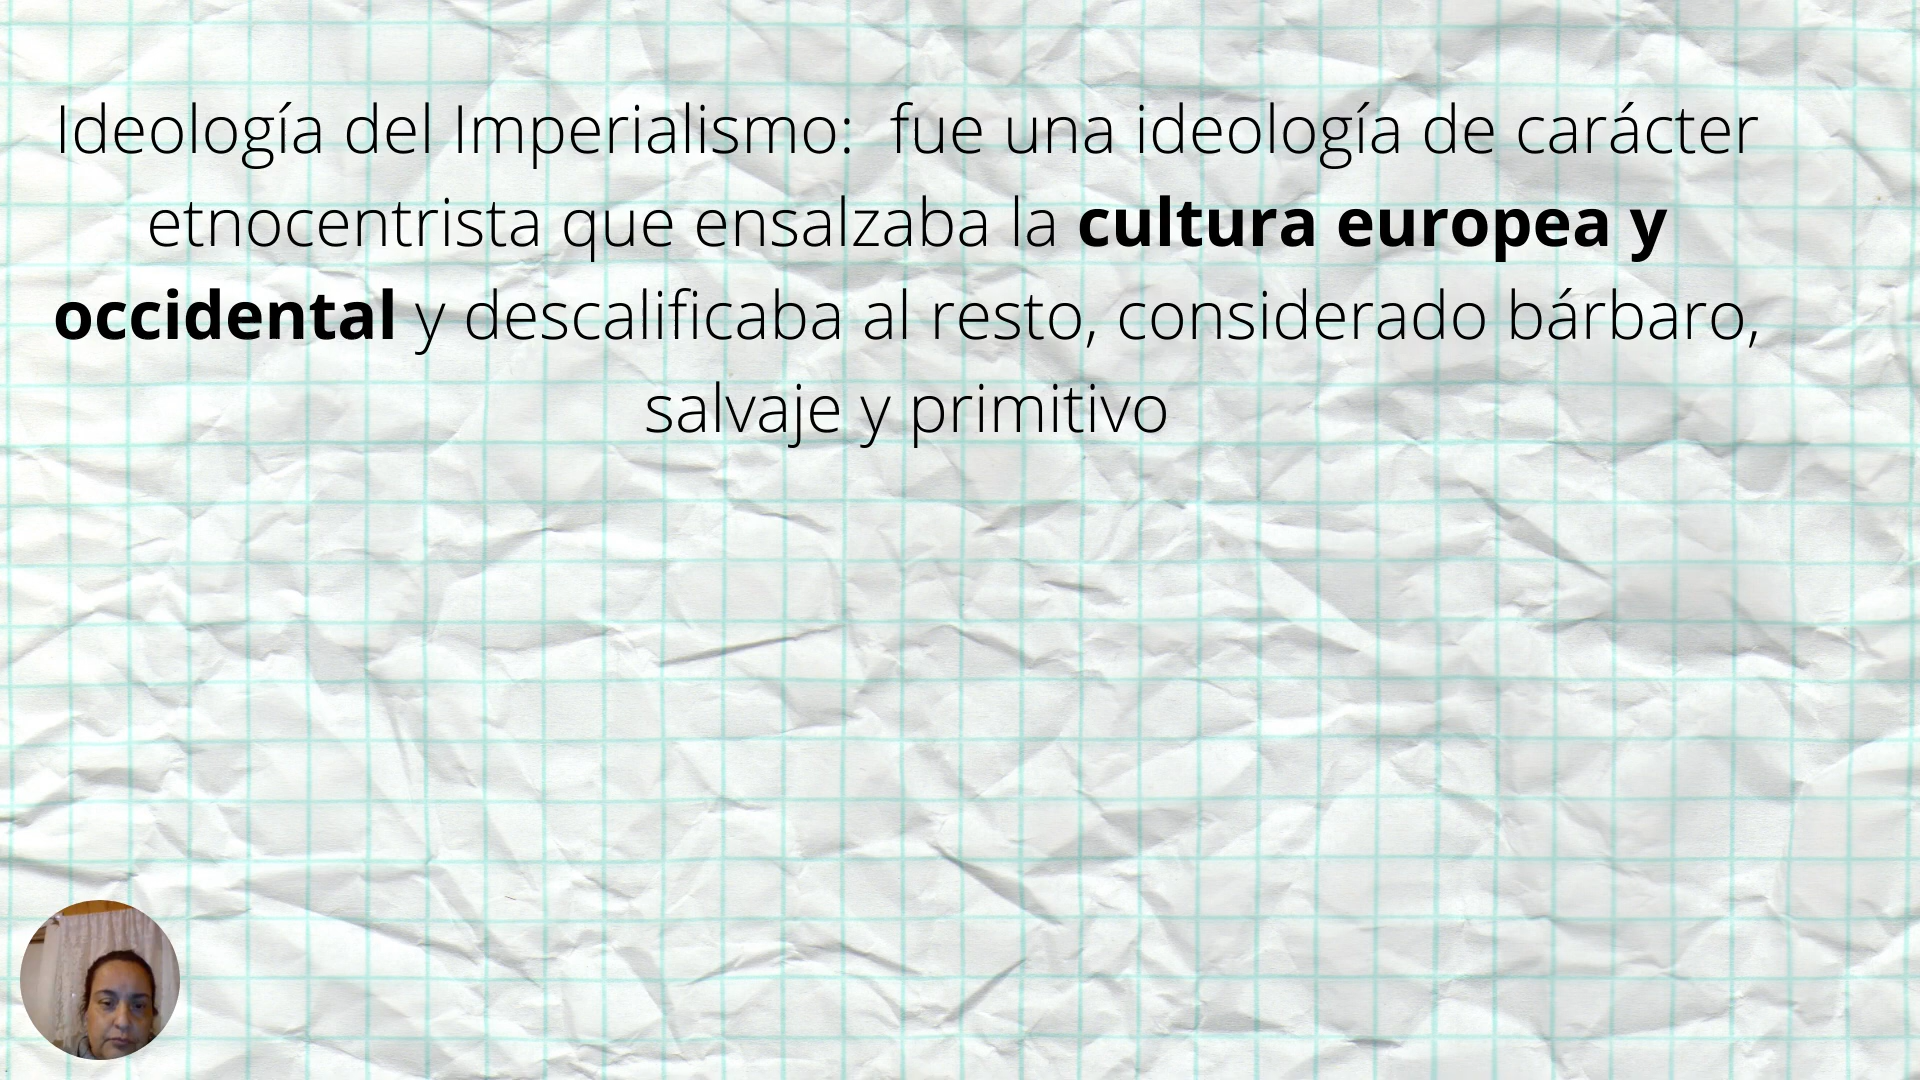 Ideología del Imperialismo:  fue una ideología de carácter
etnocentrista que ensalzaba la cultura europea y
occidental y descalificaba al resto, considerado bárbaro,
salvaje y primitivo